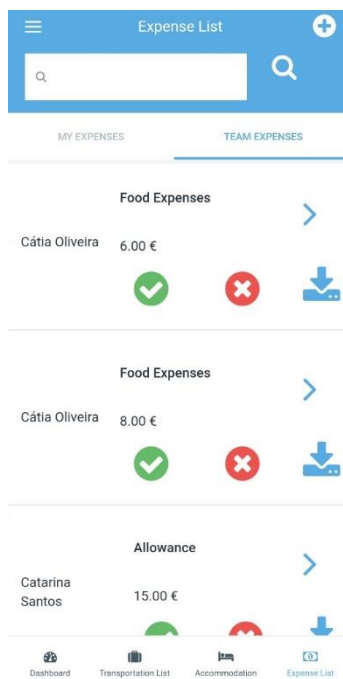 Expense List
MY EXPENSES
TEAM EXPENSES
Food Expenses
Cátia Oliveira
6.00 €
Food Expenses
Cátia Oliveira
8.00 €
Allowance
Catarina
Santos
15.00 €
Dashboard
Transportation List
Accommodation
Expense List